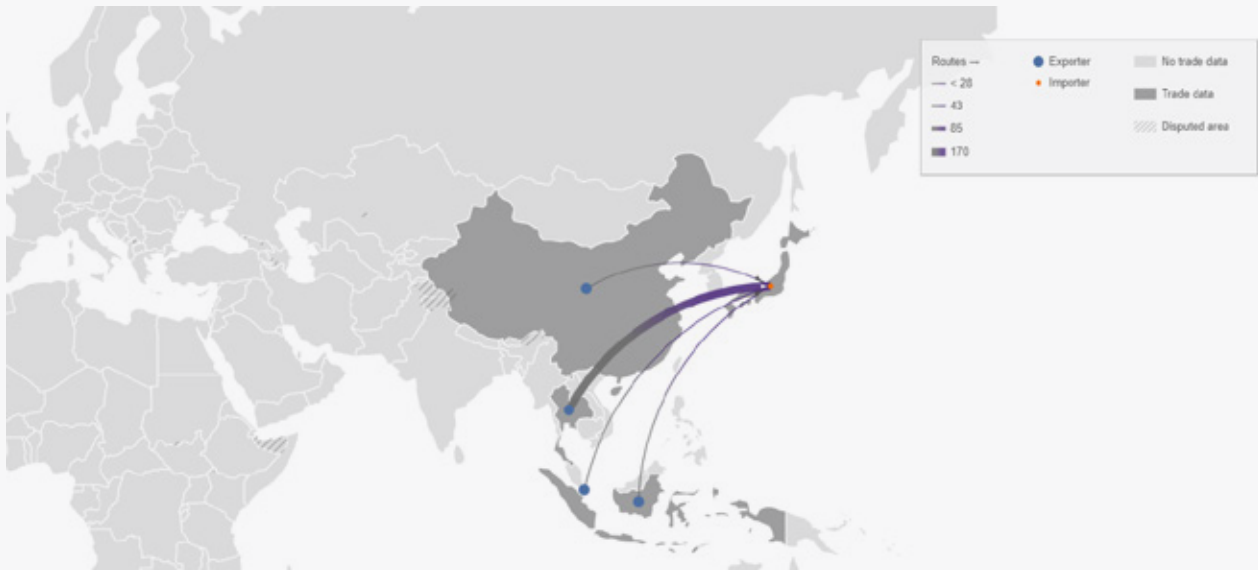 Routes →
< 28
43
85
170
Exporter
Importer
No trade data
Trade data
Disputed area